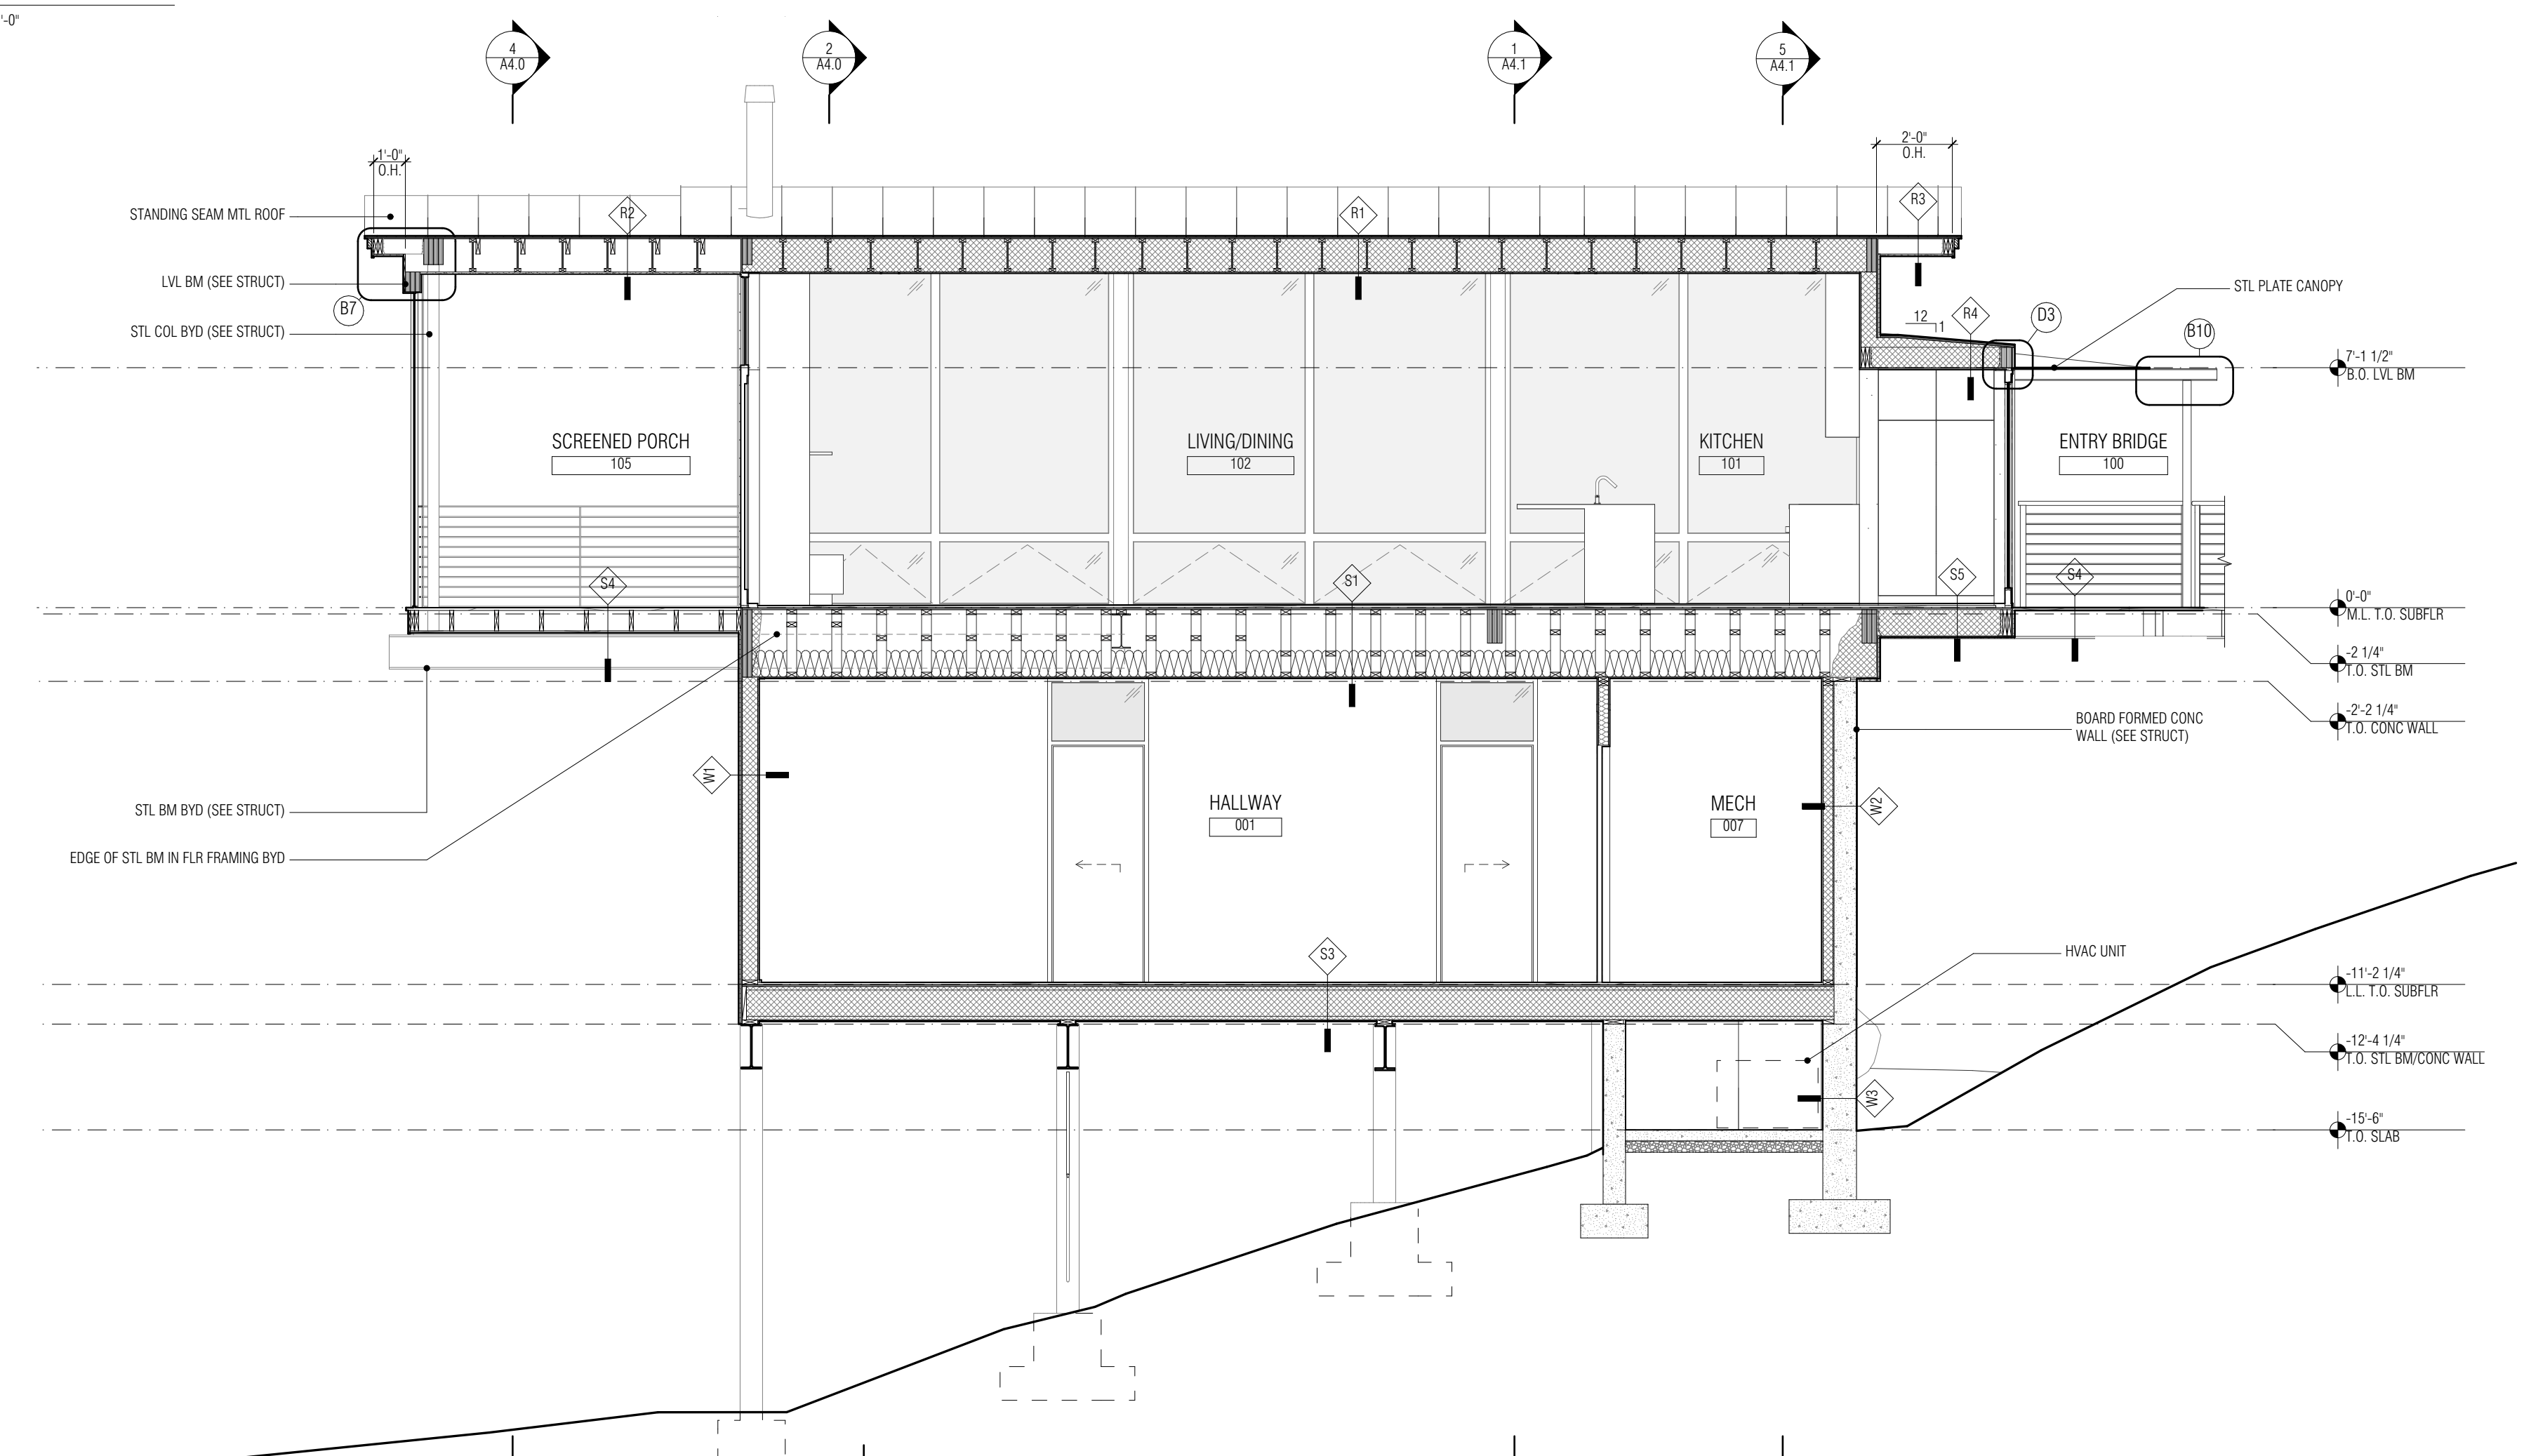 '-0"
4
A4.0
2
A4.0
1
A4.1
5
A4.1
1'-0"
O.H.
2'-0"
O.H.
STANDING SEAM MTL ROOF
R2
R1
R3
LVL BM (SEE STRUCT)
B7
STL COL BYD (SEE STRUCT)
STL PLATE CANOPY
12
1
R4
D3
B10
7'-1 1/2"
B.O. LVL BM
SCREENED PORCH
105
LIVING/DINING
102
KITCHEN
101
ENTRY BRIDGE
100
S4
S1
S5
S4
0'-0"
M.L. T.O. SUBFLR
-2 1/4"
T.O. STL BM
-2'-2 1/4"
T.O. CONC WALL
BOARD FORMED CONC
WALL (SEE STRUCT)
W1
STL BM BYD (SEE STRUCT)
HALLWAY
001
MECH
007
W2
EDGE OF STL BM IN FLR FRAMING BYD
S3
HVAC UNIT
-11'-2 1/4"
L.L. T.O. SUBFLR
-12'-4 1/4"
T.O. STL BM/CONC WALL
W3
-15'-6"
T.O. SLAB